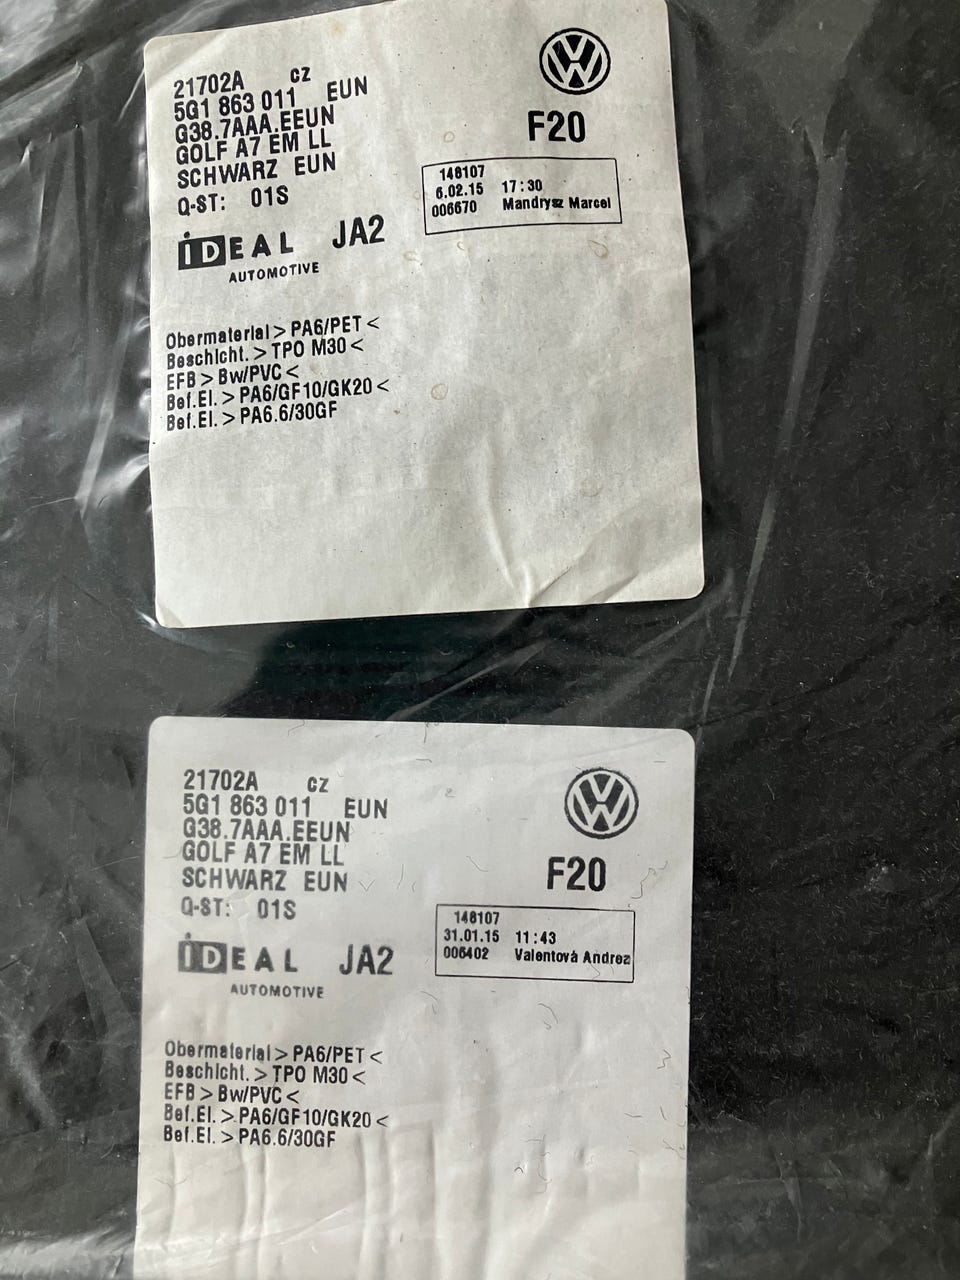 21702A CZ
5G1 863 011 EUN
G38.7AAA.EEUN
GOLF A7 EM LL
SCHWARZ EUN
Q-ST: 01S
VW
F20
148107
6.02.15 17:30
006670 Mandrysz Marcel
IDEAL JA2
AUTOMOTIVE
Obermaterial > PA6/PET <
Beschicht. > TPO M30 <
EFB > Bw/PVC <
Bef.El. > PA6/GF10/GK20 <
Bef.El. > PA6.6/30GF
21702A CZ
5G1 863 011 EUN
G38.7AAA.EEUN
GOLF A7 EM LL
SCHWARZ EUN
Q-ST: 01S
VW
F20
148107
31.01.15 11:43
006402 Valentová Andrea
IDEAL JA2
AUTOMOTIVE
Obermaterial > PA6/PET <
Beschicht. > TPO M30 <
EFB > Bw/PVC <
Bef.El. > PA6/GF10/GK20 <
Bef.El. > PA6.6/30GF